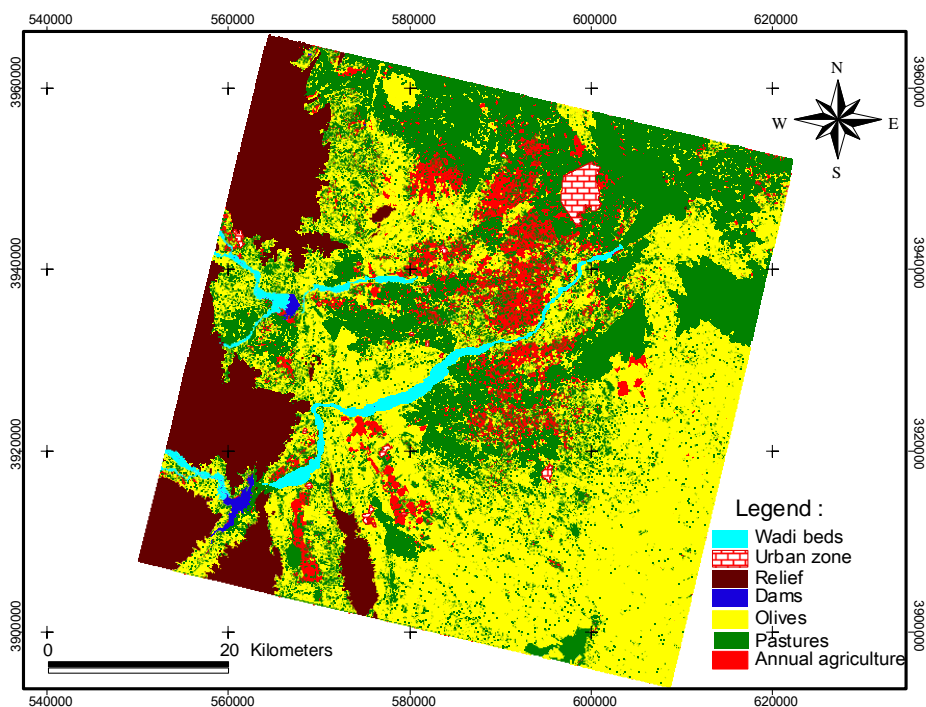 540000 560000 580000 600000 620000
3960000 3960000
N
W E
S
3940000 3940000
3920000 3920000
Legend :
Wadi beds
Urban zone
Relief
Dams
Olives
Pastures
Annual agriculture
3900000 3900000
0 20 Kilometers
540000 560000 580000 600000 620000